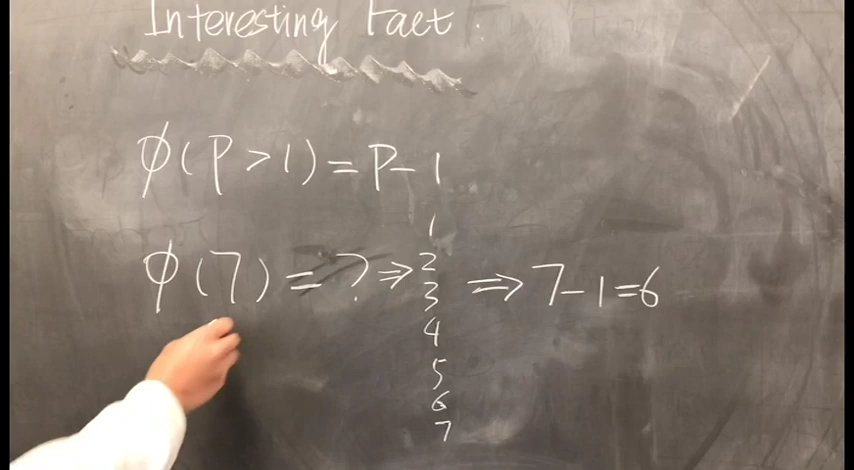 Interesting Fact:
φ(P>1)=P-1
φ(7)=?⇒
1
2
3
4
5
6
7
⇒7-1=6